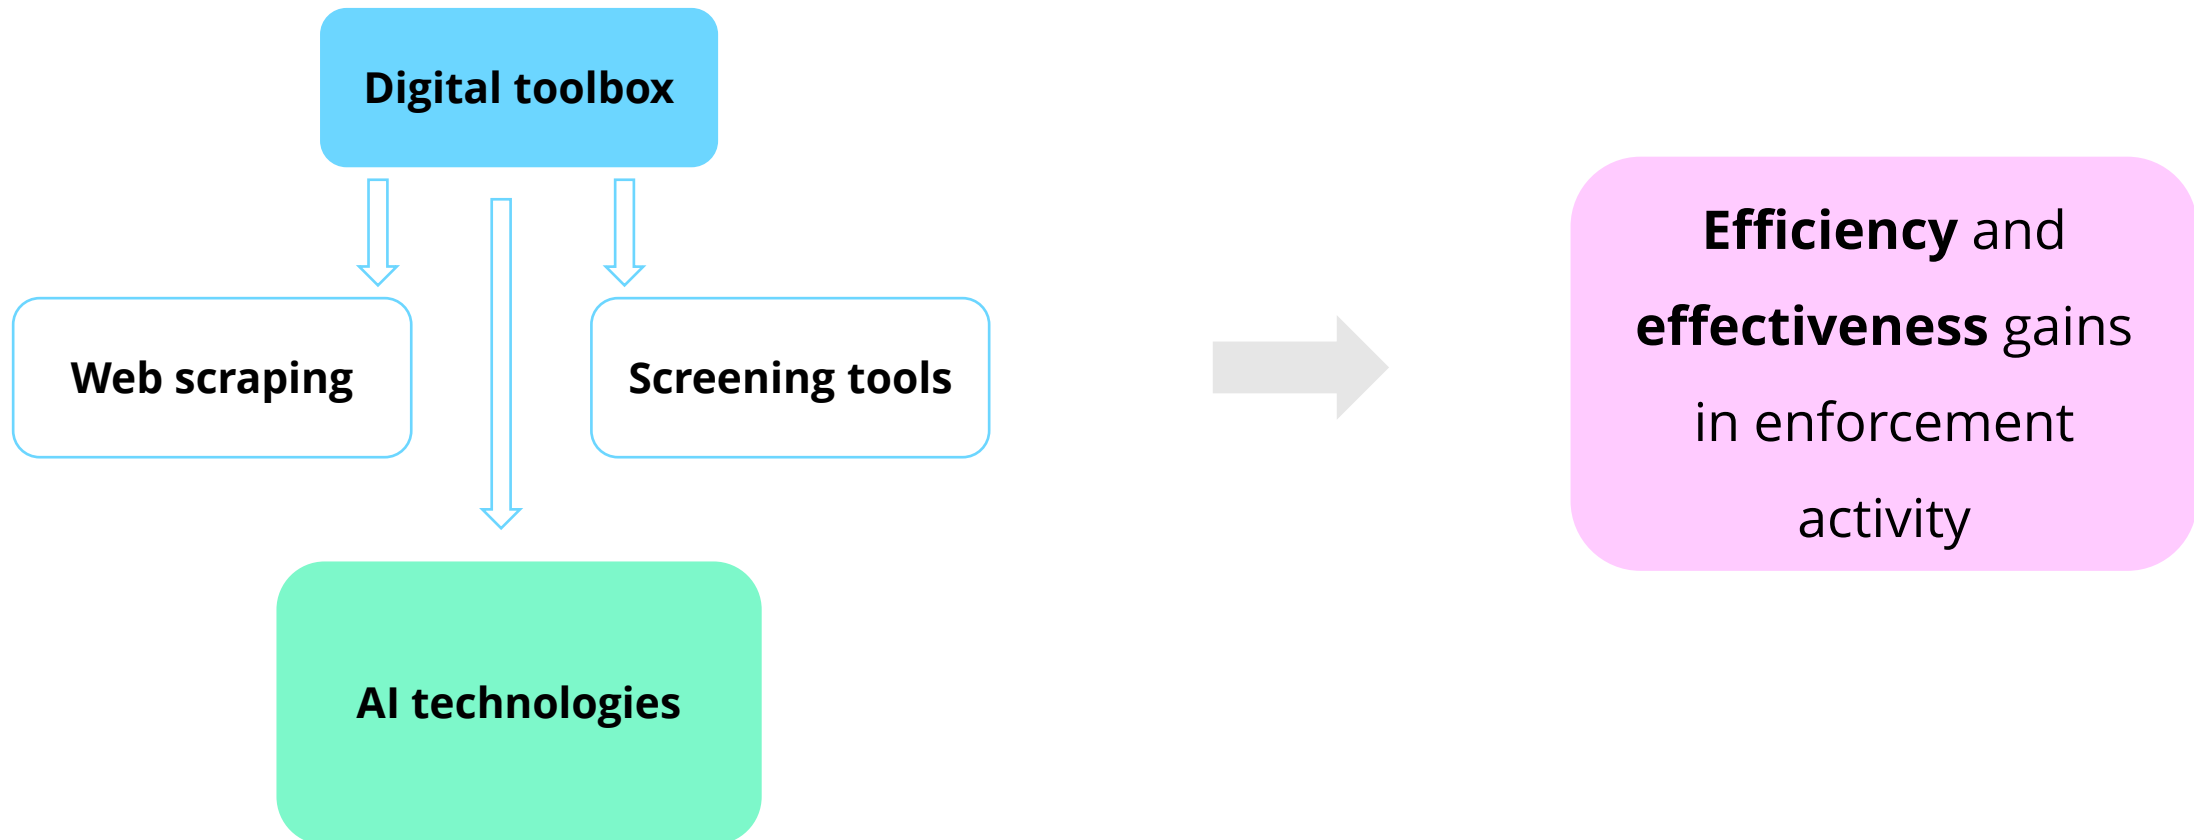 Digital toolbox
Web scraping
Screening tools
AI technologies
Efficiency and
effectiveness gains
in enforcement
activity